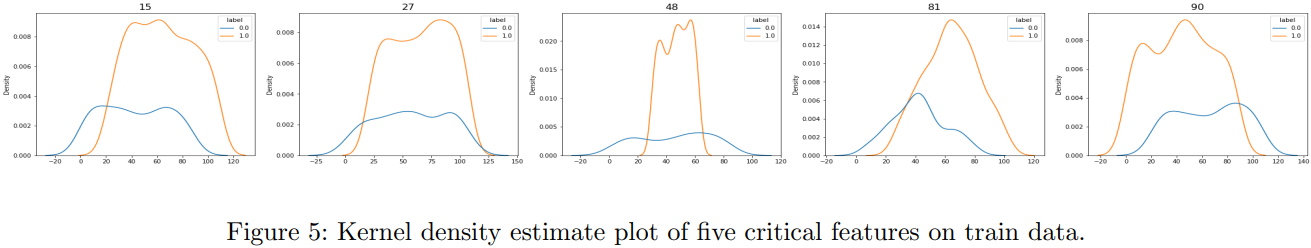 15
label
0.0
1.0
Density
0.008
0.006
0.004
0.002
0.000
−20 0 20 40 60 80 100 120
27
label
0.0
1.0
Density
0.008
0.006
0.004
0.002
0.000
−25 0 25 50 75 100 125 150
48
label
0.0
1.0
Density
0.020
0.015
0.010
0.005
0.000
−20 0 20 40 60 80 100 120
81
label
0.0
1.0
Density
0.014
0.012
0.010
0.008
0.006
0.004
0.002
0.000
−20 0 20 40 60 80 100 120
90
label
0.0
1.0
Density
0.008
0.006
0.004
0.002
0.000
−20 0 20 40 60 80 100 120 140
Figure 5: Kernel density estimate plot of five critical features on train data.